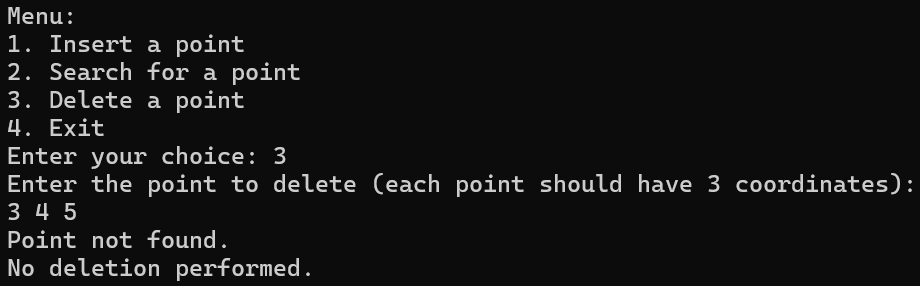 Menu:
1. Insert a point
2. Search for a point
3. Delete a point
4. Exit
Enter your choice: 3
Enter the point to delete (each point should have 3 coordinates):
3 4 5
Point not found.
No deletion performed.